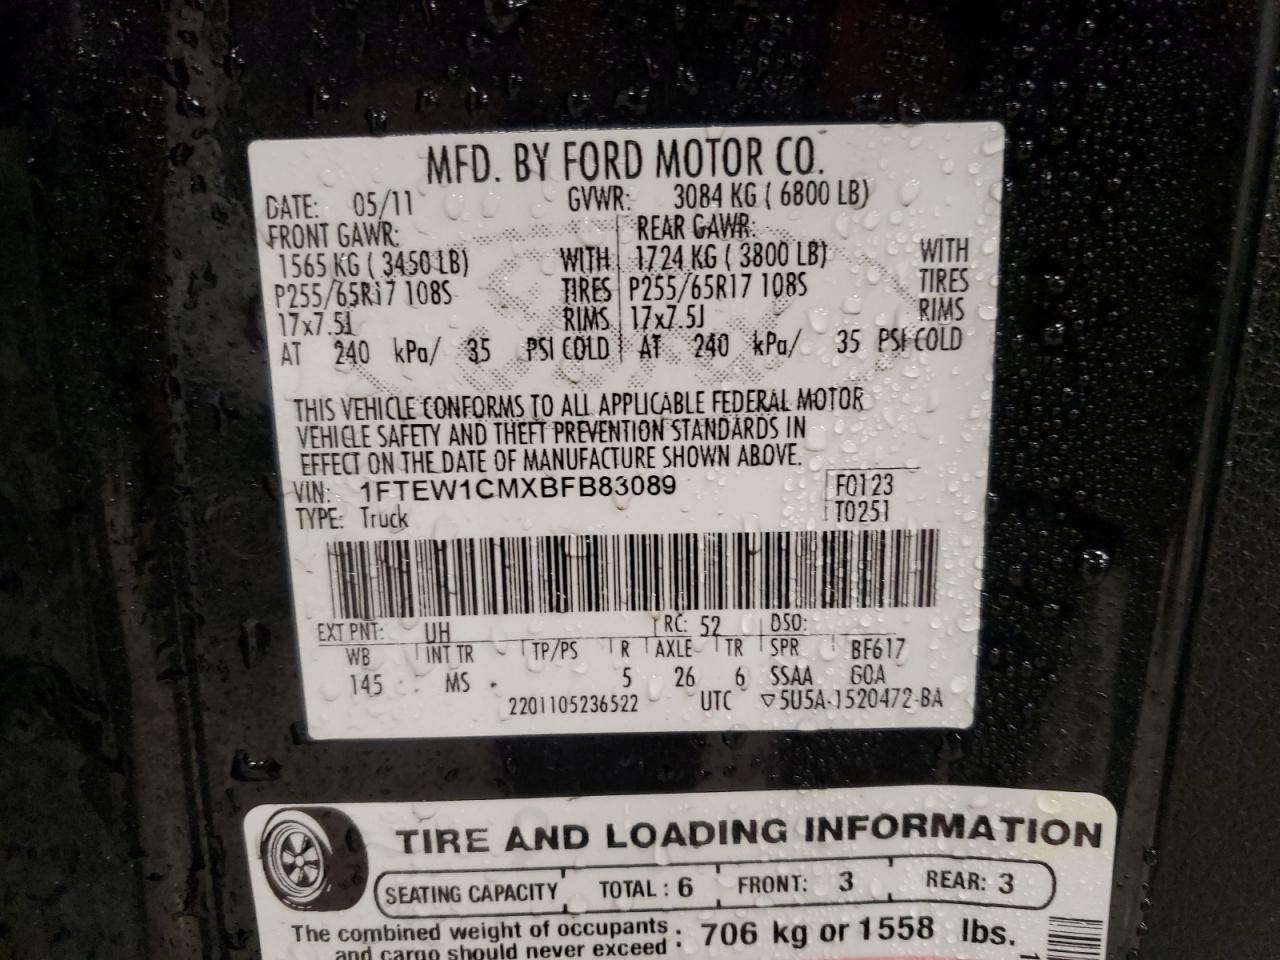 MFD. BY FORD MOTOR CO.
DATE: 05/11 GVWR: 3084 KG ( 6800 LB)
FRONT GAWR: REAR GAWR:
1565 KG ( 3450 LB) WITH 1724 KG ( 3800 LB) WITH
P255/65R17 108S TIRES P255/65R17 108S TIRES
17x7.5J RIMS 17x7.5J RIMS
AT 240 kPa/ 35 PSI COLD AT 240 kPa/ 35 PSI COLD
THIS VEHICLE CONFORMS TO ALL APPLICABLE FEDERAL MOTOR
VEHICLE SAFETY AND THEFT PREVENTION STANDARDS IN
EFFECT ON THE DATE OF MANUFACTURE SHOWN ABOVE.
VIN: 1FTEW1CMXBFB83089 F0123
TYPE: Truck T0251
EXT PNT: UH RC: 52 DSO:
WB INT TR TP/PS R AXLE TR SPR BF617
145 MS 5 26 6 SSAA GOA
2201105236522 UTC ▽5U5A-1520472-BA
TIRE AND LOADING INFORMATION
SEATING CAPACITY TOTAL : 6 FRONT: 3 REAR: 3
The combined weight of occupants : 706 kg or 1558 lbs.
and cargo should never exceed :